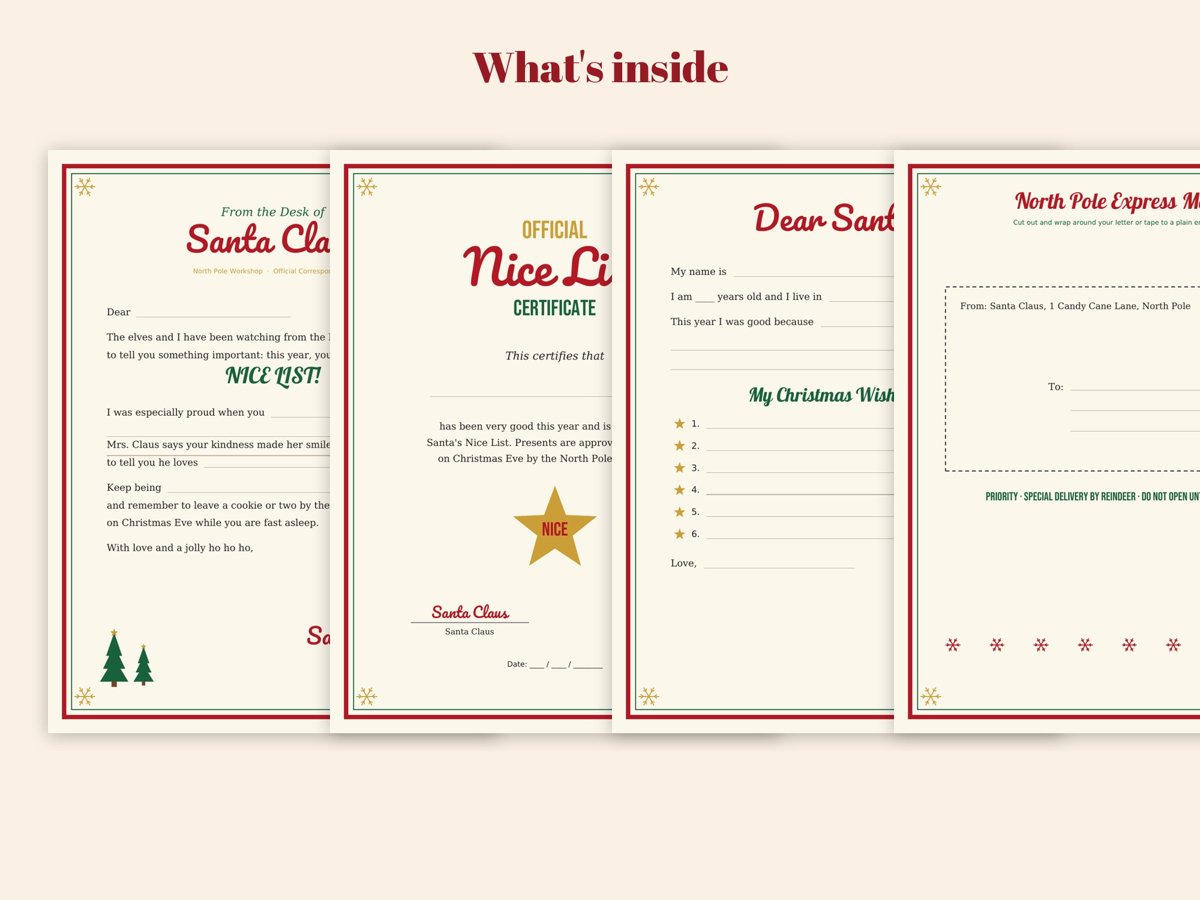 What's inside
From the Desk of
Santa Cla
North Pole Workshop · Official Correspon
Dear
The elves and I have been watching from the
to tell you something important: this year, you
NICE LIST!
I was especially proud when you
Mrs. Claus says your kindness made her smile
to tell you he loves
Keep being
and remember to leave a cookie or two by the
on Christmas Eve while you are fast asleep.
With love and a jolly ho ho ho,
Sa
OFFICIAL
Nice Li
CERTIFICATE
This certifies that
has been very good this year and is
Santa's Nice List. Presents are approv
on Christmas Eve by the North Pole
NICE
Santa Claus
Santa Claus
Date: ____ / ____ / ________
Dear Sant
My name is
I am ____ years old and I live in
This year I was good because
My Christmas Wish
1.
2.
3.
4.
5.
6.
Love,
North Pole Express M
Cut out and wrap around your letter or tape to a plain en
From: Santa Claus, 1 Candy Cane Lane, North Pole
To:
PRIORITY · SPECIAL DELIVERY BY REINDEER · DO NOT OPEN UNT